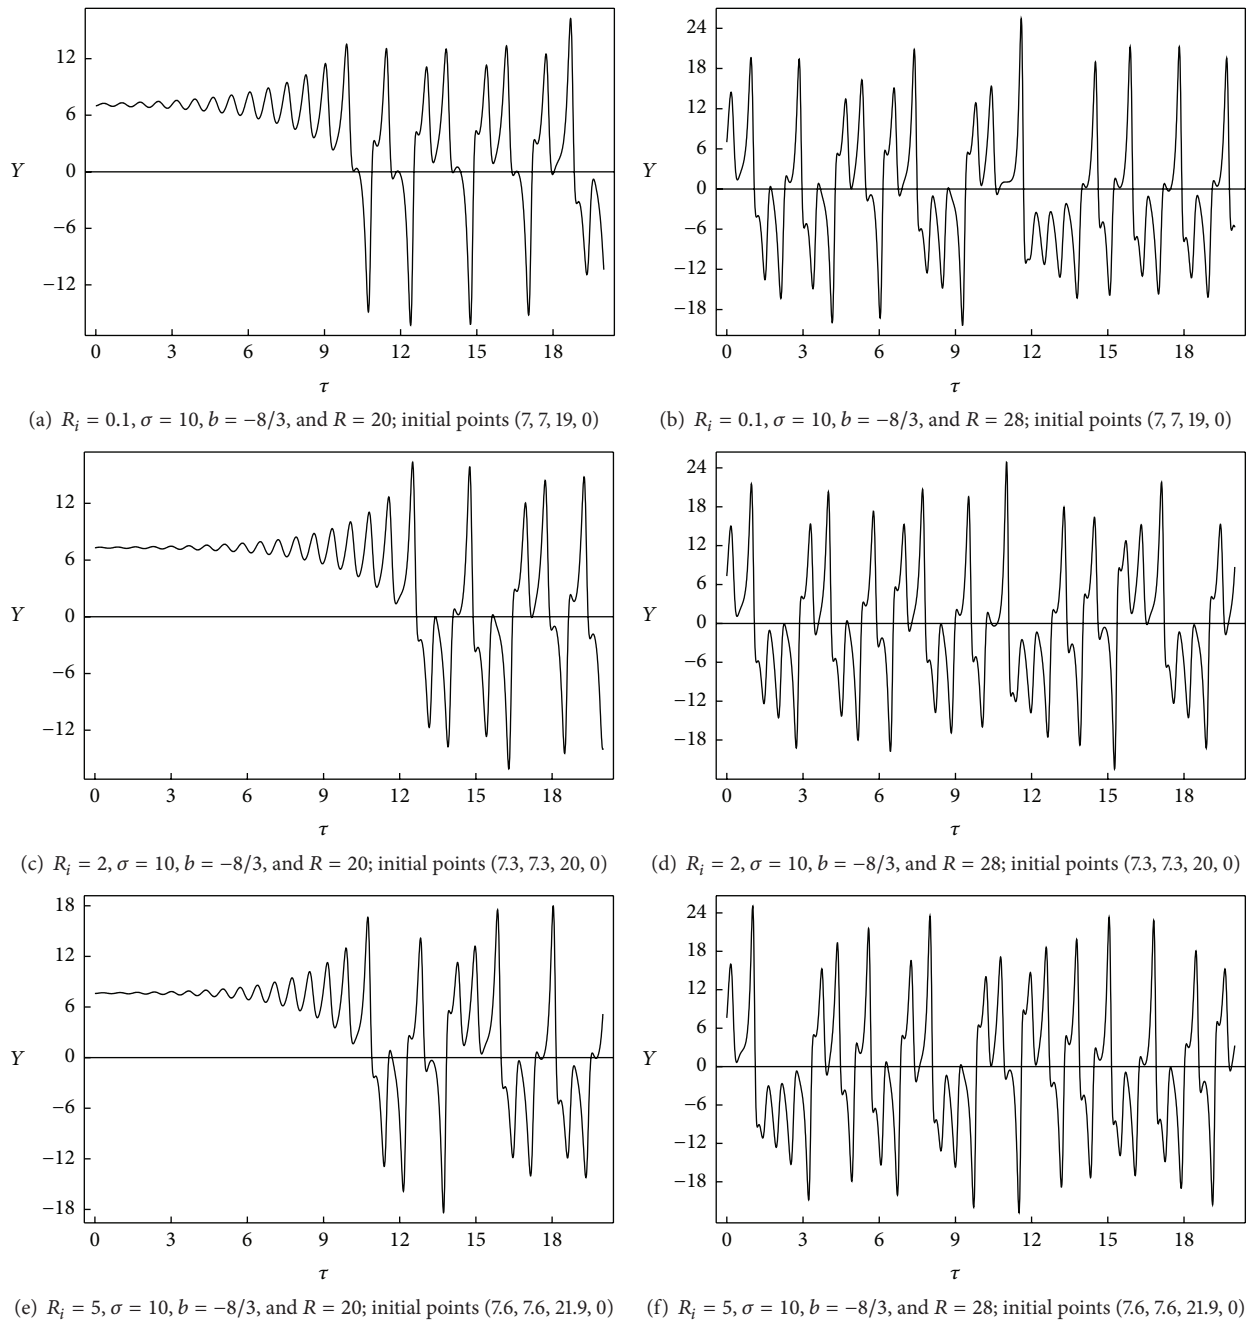 12
6
0
−6
−12
Y
0 3 6 9 12 15 18
τ
(a) R_i = 0.1, σ = 10, b = −8/3, and R = 20; initial points (7, 7, 19, 0)
24
18
12
6
0
−6
−12
−18
Y
0 3 6 9 12 15 18
τ
(b) R_i = 0.1, σ = 10, b = −8/3, and R = 28; initial points (7, 7, 19, 0)
12
6
0
−6
−12
Y
0 3 6 9 12 15 18
τ
(c) R_i = 2, σ = 10, b = −8/3, and R = 20; initial points (7.3, 7.3, 20, 0)
24
18
12
6
0
−6
−12
−18
Y
0 3 6 9 12 15 18
τ
(d) R_i = 2, σ = 10, b = −8/3, and R = 28; initial points (7.3, 7.3, 20, 0)
18
12
6
0
−6
−12
−18
Y
0 3 6 9 12 15 18
τ
(e) R_i = 5, σ = 10, b = −8/3, and R = 20; initial points (7.6, 7.6, 21.9, 0)
24
18
12
6
0
−6
−12
−18
Y
0 3 6 9 12 15 18
τ
(f) R_i = 5, σ = 10, b = −8/3, and R = 28; initial points (7.6, 7.6, 21.9, 0)